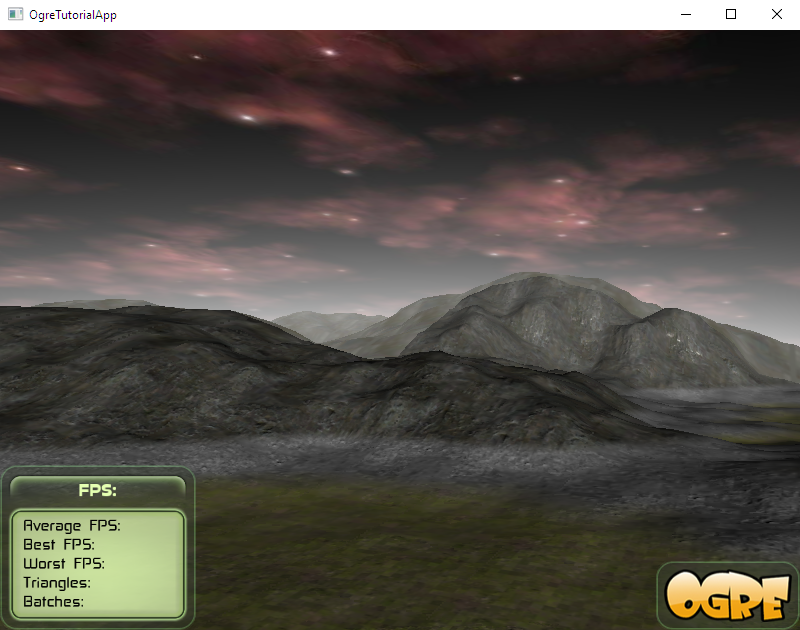 OgreTutorialApp
FPS:
Average FPS:
Best FPS:
Worst FPS:
Triangles:
Batches:
OGRE